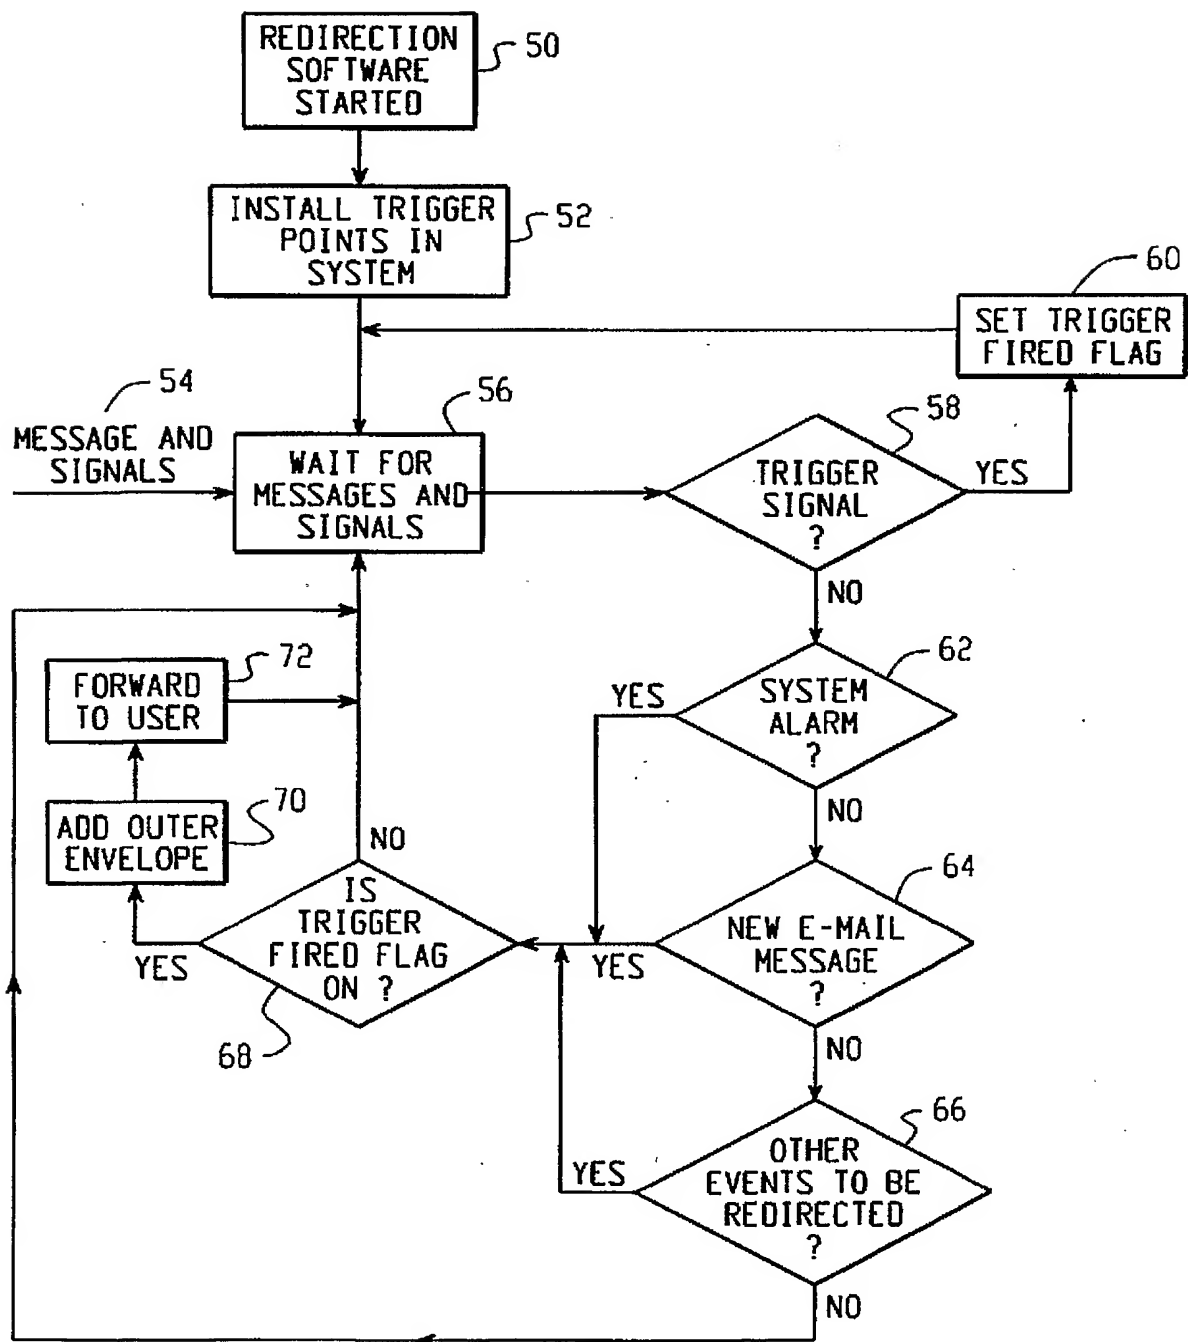 REDIRECTION
SOFTWARE
STARTED
50
INSTALL TRIGGER
POINTS IN
SYSTEM
52
60
SET TRIGGER
FIRED FLAG
54
MESSAGE AND
SIGNALS
56
WAIT FOR
MESSAGES AND
SIGNALS
58
TRIGGER
SIGNAL
?
YES
NO
62
SYSTEM
ALARM
?
YES
NO
72
FORWARD
TO USER
70
ADD OUTER
ENVELOPE
NO
64
NEW E-MAIL
MESSAGE
?
YES
NO
IS
TRIGGER
FIRED FLAG
ON ?
YES
68
66
OTHER
EVENTS TO BE
REDIRECTED
?
YES
NO